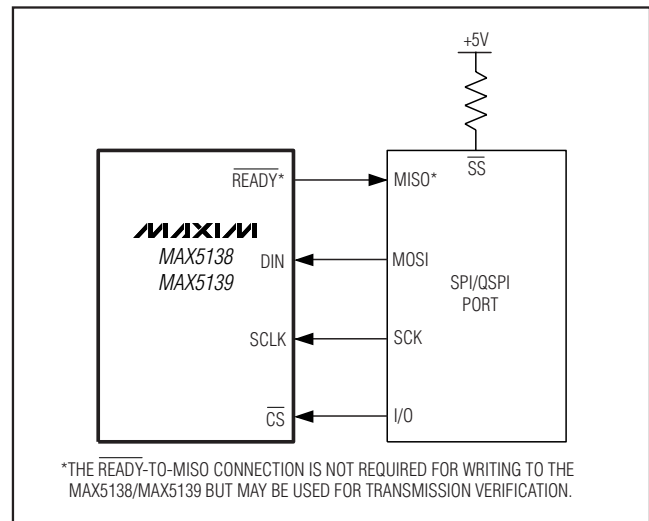 +5V
SS
READY*
MISO*
MAXIM
MAX5138
MAX5139
DIN
MOSI
SPI/QSPI
PORT
SCLK
SCK
CS
I/O
*THE READY-TO-MISO CONNECTION IS NOT REQUIRED FOR WRITING TO THE
MAX5138/MAX5139 BUT MAY BE USED FOR TRANSMISSION VERIFICATION.